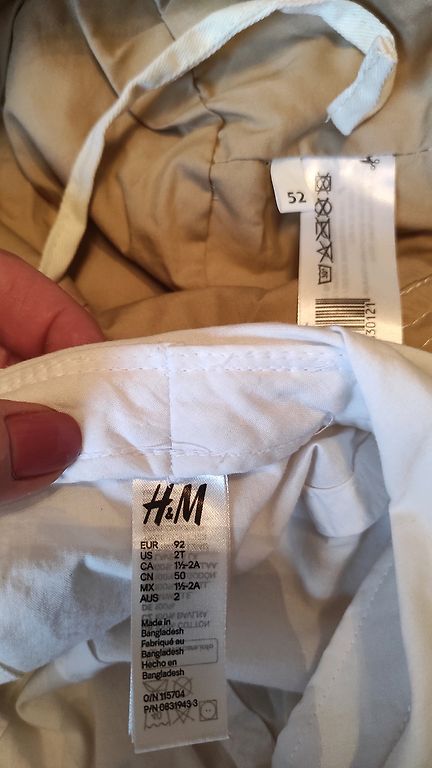 52
30121
H&M
EUR 92
US 2T
CA 1½-2A
CN 50
MX 1½-2A
AUS 2
Made in
Bangladesh
Fabriqué au
Bangladesh
Hecho en
Bangladesh
O/N 115704
P/N 0831943 3